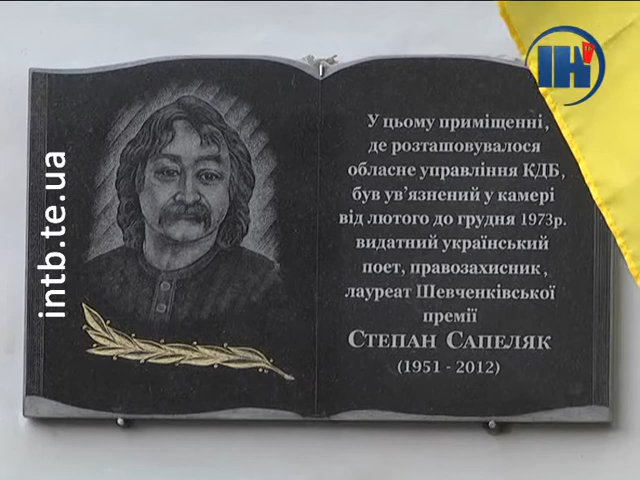 ІНТБ
intb.te.ua
У цьому приміщенні,
де розташовувалося
обласне управління КДБ,
був ув'язнений у камері
від лютого до грудня 1973р.
видатний український
поет, правозахисник,
лауреат Шевченківської
премії
СТЕПАН САПЕЛЯК
(1951 - 2012)